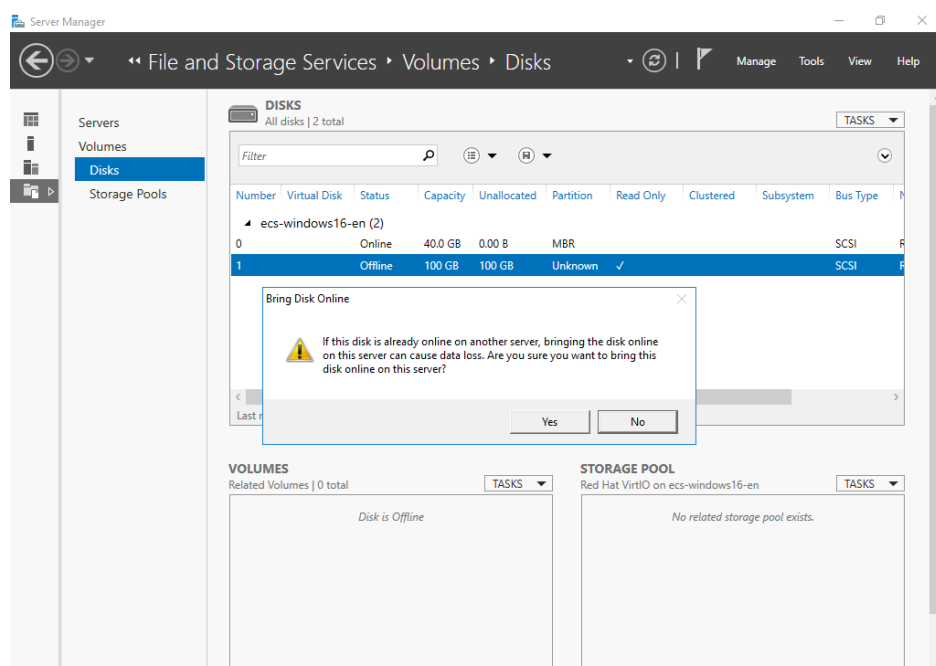 Server Manager
File and Storage Services • Volumes • Disks
Manage Tools View Help
Servers
Volumes
Disks
Storage Pools
DISKS
All disks | 2 total
TASKS
Filter
Number Virtual Disk Status Capacity Unallocated Partition Read Only Clustered Subsystem Bus Type N
ecs-windows16-en (2)
0 Online 40.0 GB 0.00 B MBR SCSI R
1 Offline 100 GB 100 GB Unknown ✓ SCSI R
Bring Disk Online
If this disk is already online on another server, bringing the disk online
on this server can cause data loss. Are you sure you want to bring this
disk online on this server?
Yes No
Last r
VOLUMES
Related Volumes | 0 total
TASKS
Disk is Offline
STORAGE POOL
Red Hat VirtIO on ecs-windows16-en
TASKS
No related storage pool exists.